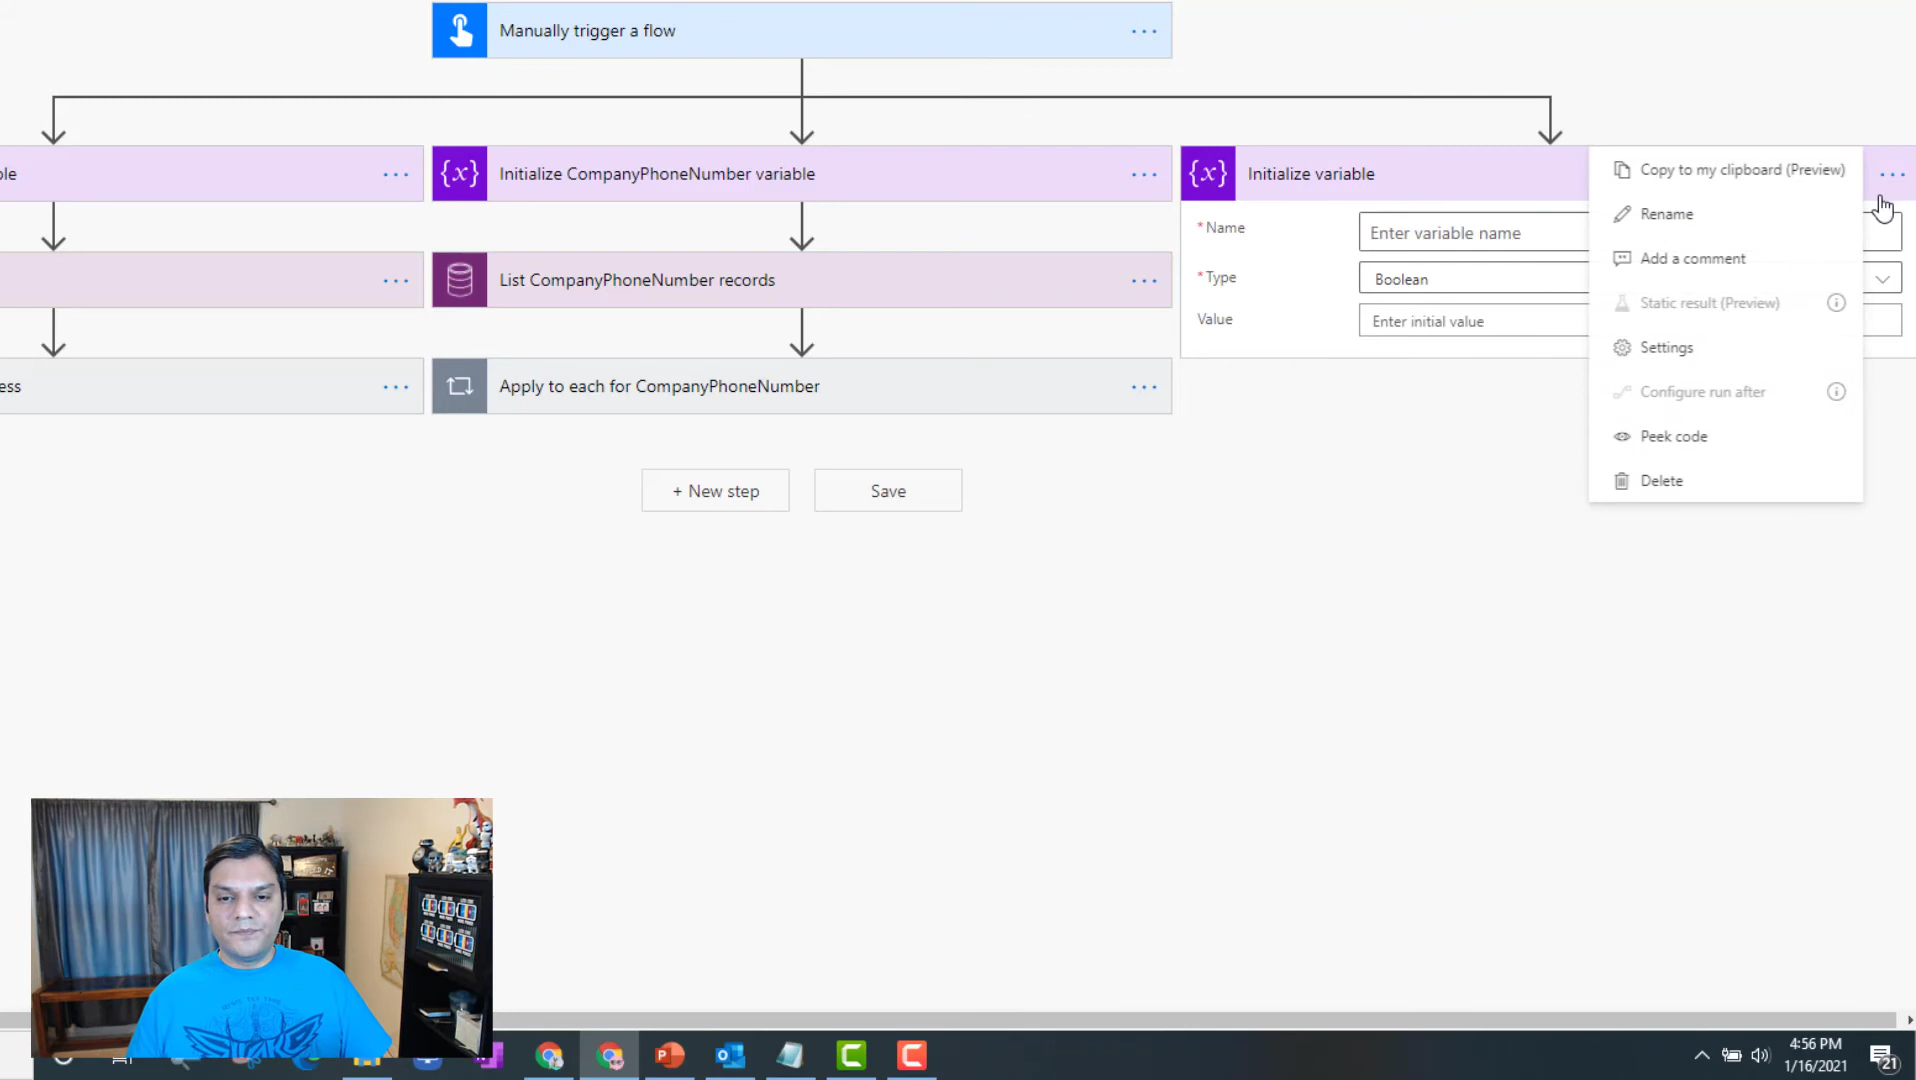 Manually trigger a flow
ble
Initialize CompanyPhoneNumber variable
Initialize variable
Copy to my clipboard (Preview)
Rename
* Name
Enter variable name
Add a comment
List CompanyPhoneNumber records
* Type
Boolean
Static result (Preview)
Value
Enter initial value
Settings
ess
Apply to each for CompanyPhoneNumber
Configure run after
Peek code
Delete
+ New step
Save
4:56 PM
1/16/2021
21